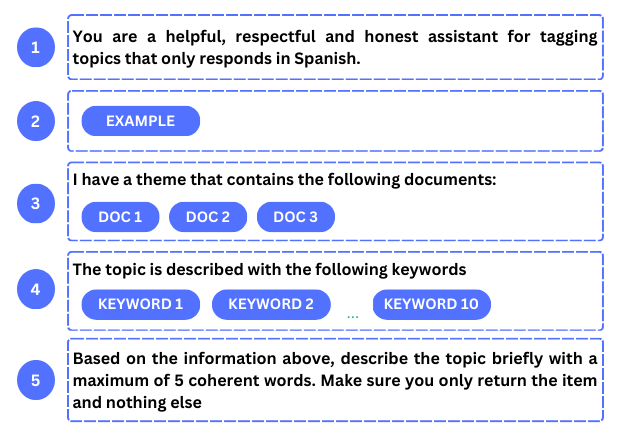 1
You are a helpful, respectful and honest assistant for tagging
topics that only responds in Spanish.
2
EXAMPLE
3
I have a theme that contains the following documents:
DOC 1 DOC 2 DOC 3
4
The topic is described with the following keywords
KEYWORD 1 KEYWORD 2 ... KEYWORD 10
5
Based on the information above, describe the topic briefly with a
maximum of 5 coherent words. Make sure you only return the item
and nothing else